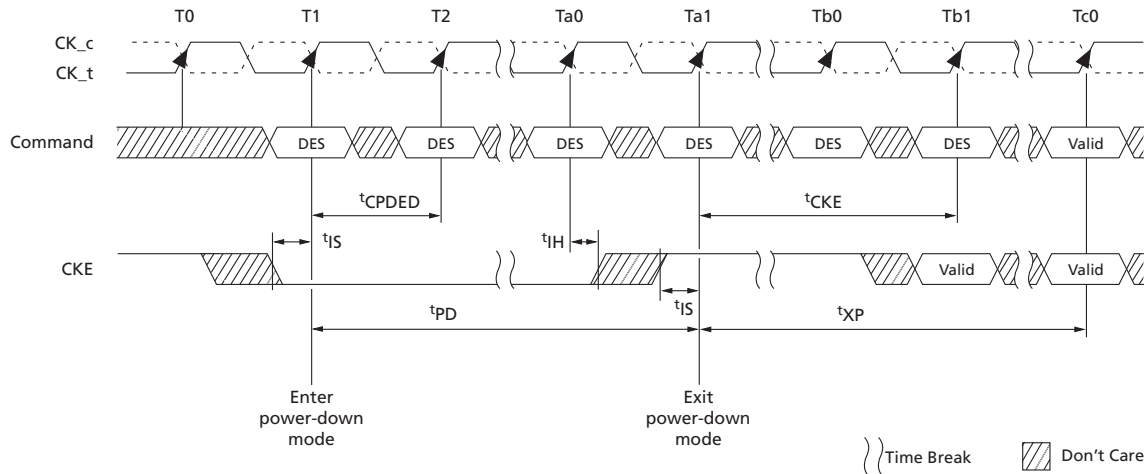 T0 T1 T2 Ta0 Ta1 Tb0 Tb1 Tc0
CK_c
CK_t
Command DES DES DES DES DES DES Valid
tCPDED tCKE
tIS tIH
CKE Valid Valid
tIS
tPD tXP
Enter
power-down
mode
Exit
power-down
mode
Time Break Don't Care